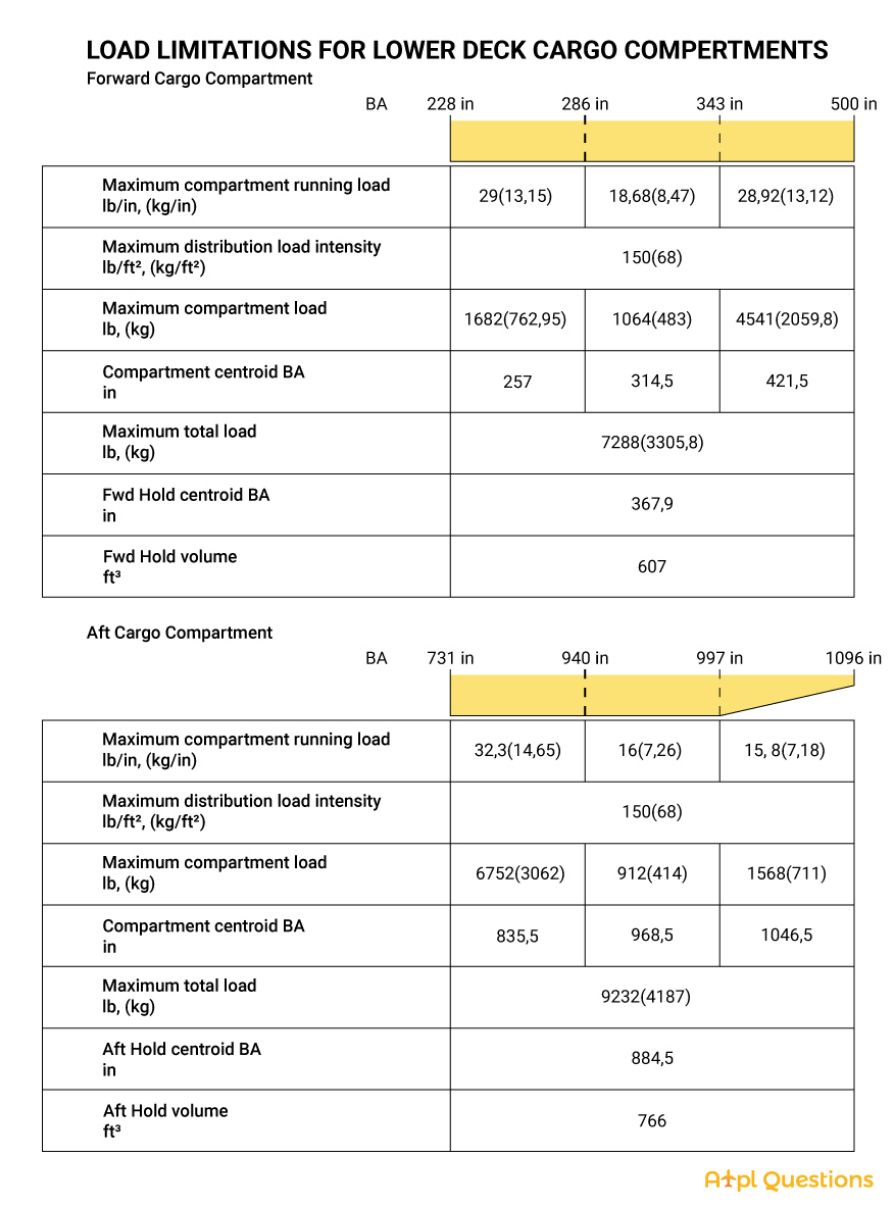 LOAD LIMITATIONS FOR LOWER DECK CARGO COMPERTMENTS
Forward Cargo Compartment
BA 228 in 286 in 343 in 500 in
Maximum compartment running load
lb/in, (kg/in)
29(13,15) 18,68(8,47) 28,92(13,12)
Maximum distribution load intensity
lb/ft², (kg/ft²)
150(68)
Maximum compartment load
lb, (kg)
1682(762,95) 1064(483) 4541(2059,8)
Compartment centroid BA
in
257 314,5 421,5
Maximum total load
lb, (kg)
7288(3305,8)
Fwd Hold centroid BA
in
367,9
Fwd Hold volume
ft³
607
Aft Cargo Compartment
BA 731 in 940 in 997 in 1096 in
Maximum compartment running load
lb/in, (kg/in)
32,3(14,65) 16(7,26) 15, 8(7,18)
Maximum distribution load intensity
lb/ft², (kg/ft²)
150(68)
Maximum compartment load
lb, (kg)
6752(3062) 912(414) 1568(711)
Compartment centroid BA
in
835,5 968,5 1046,5
Maximum total load
lb, (kg)
9232(4187)
Aft Hold centroid BA
in
884,5
Aft Hold volume
ft³
766
Atpl Questions